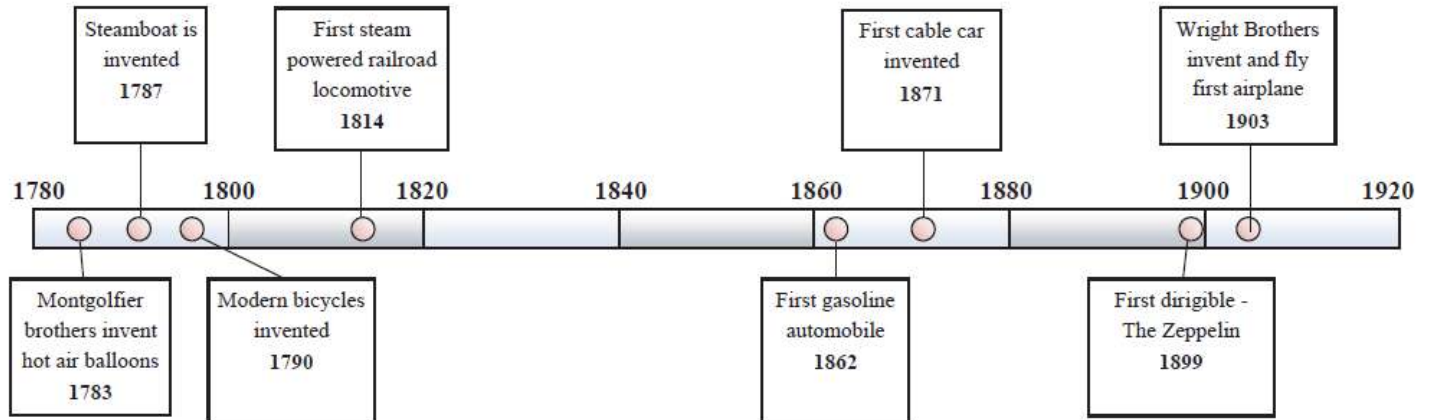 Steamboat is
invented
1787
First steam
powered railroad
locomotive
1814
First cable car
invented
1871
Wright Brothers
invent and fly
first airplane
1903
1780
1800
1820
1840
1860
1880
1900
1920
Montgolfier
brothers invent
hot air balloons
1783
Modern bicycles
invented
1790
First gasoline
automobile
1862
First dirigible -
The Zeppelin
1899